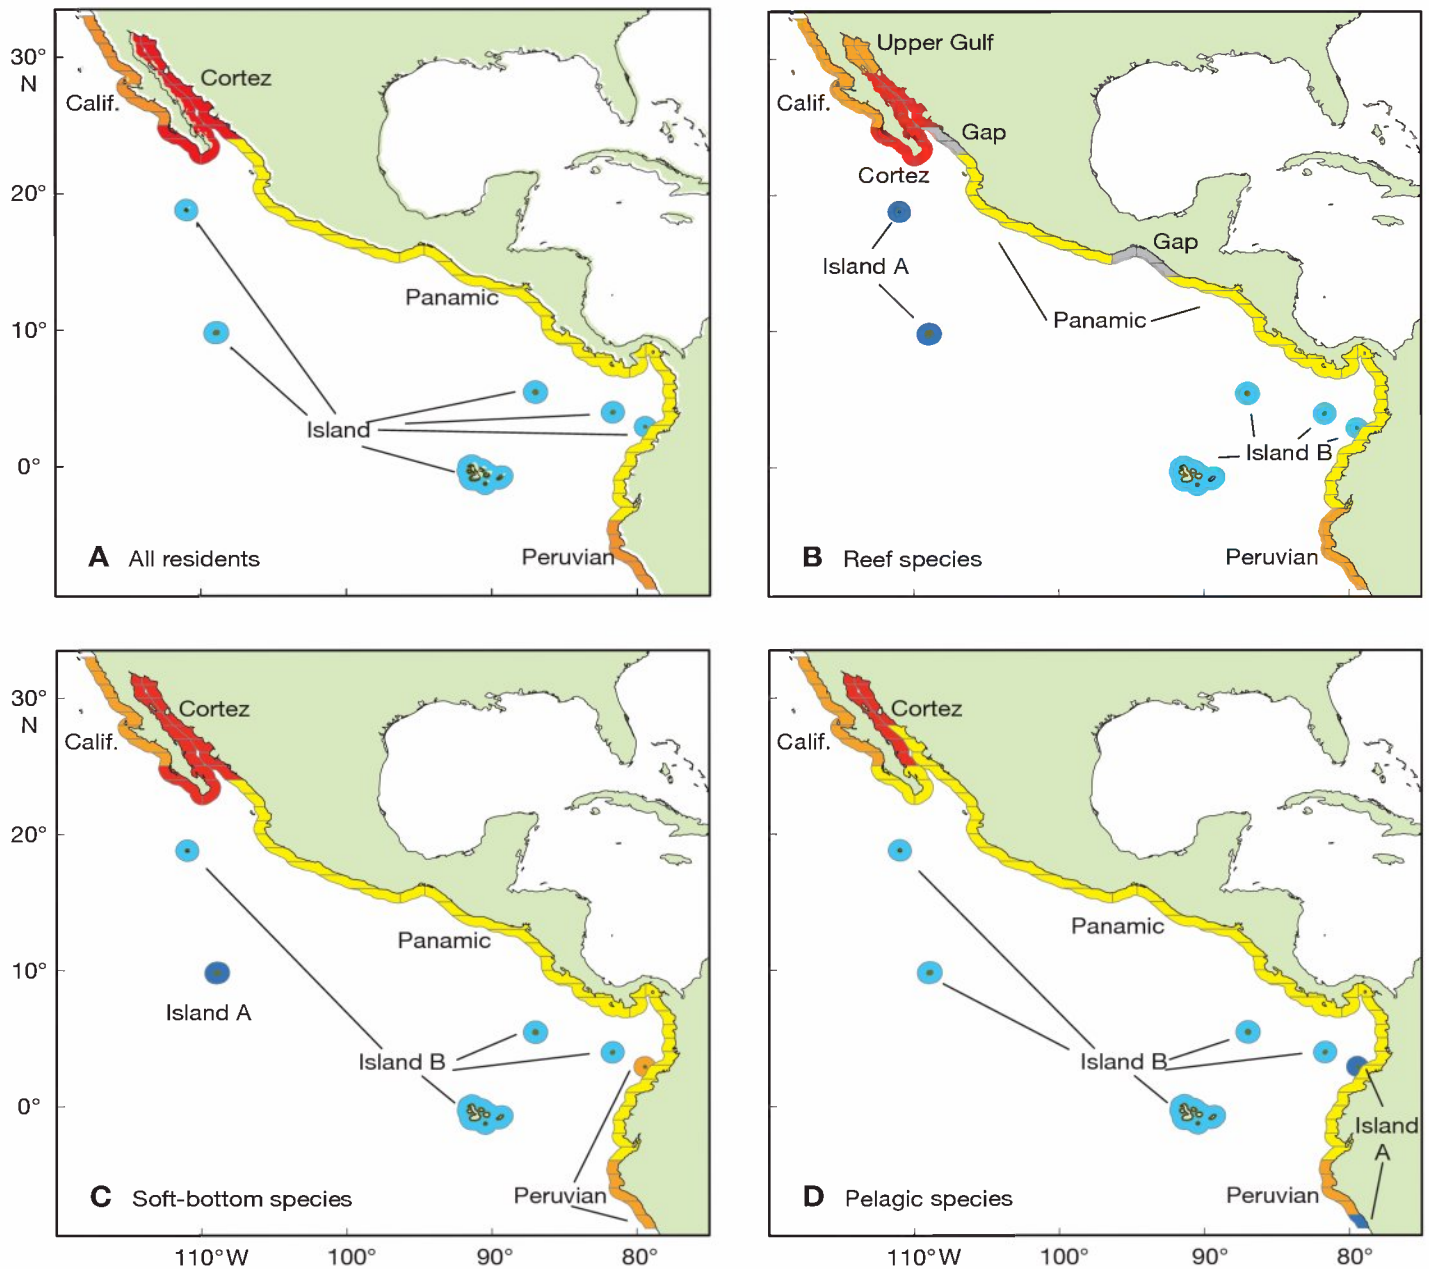 30°
N
Calif.
Cortez
20°
Panamic
10°
Island
0°
A All residents
Peruvian
Upper Gulf
Calif.
Gap
Cortez
Gap
Island A
Panamic
Island B
B Reef species
Peruvian
30°
N
Cortez
Calif.
20°
Panamic
10°
Island A
Island B
0°
C Soft-bottom species
Peruvian
110°W 100° 90° 80°
Cortez
Calif.
Panamic
Island B
Island
A
D Pelagic species
Peruvian
110°W 100° 90° 80°